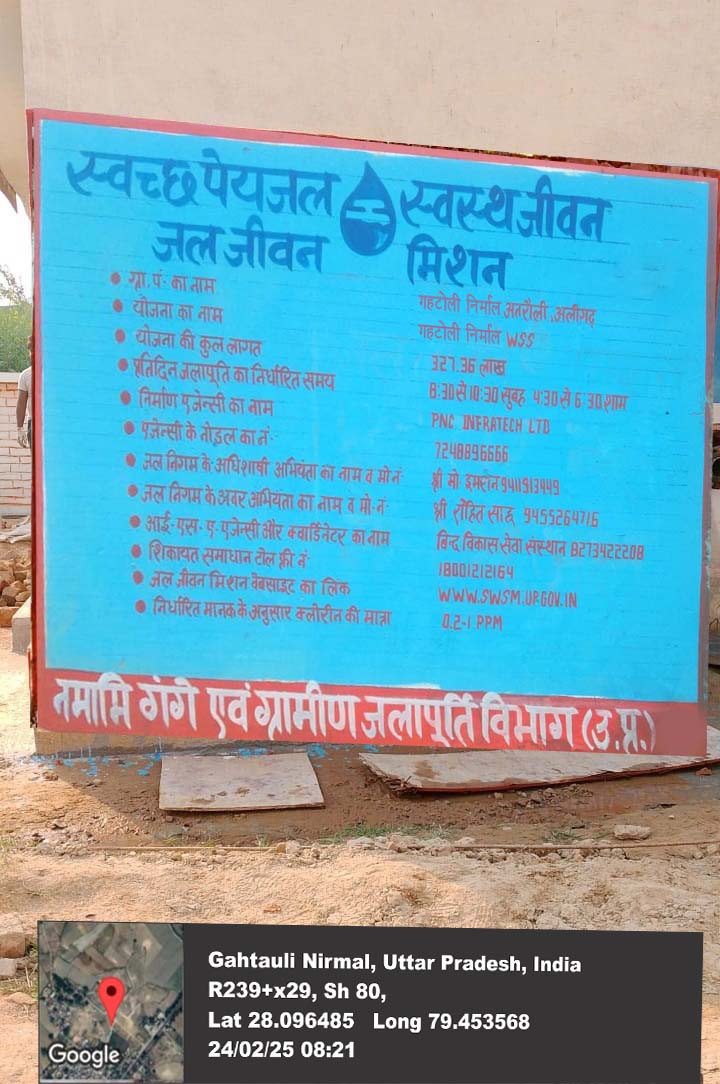 स्वच्छ पेयजल स्वस्थ जीवन
जल जीवन मिशन
• ग्रा. पं. का नाम गहटोली निर्मल अतरौली, अलीगढ़
• योजना का नाम गहटोली निर्मल WSS
• योजना की कुल लागत 327.36 लाख
• प्रतिदिन जलापूर्ति का निर्धारित समय 8:30 से 10:30 सुबह 4:30 से 6:30 शाम
• निर्माण एजेन्सी का नाम PNC INFRATECH LTD
• एजेन्सी के नोडल का नं· 7248896666
• जल निगम के अधिशाषी अभियंता का नाम व मो·नं· श्री मो· इमरान 9411913449
• जल निगम के अवर अभियंता का नाम व मो·नं· श्री रोहित साहू 9455264716
• आई·एस·ए·एजेन्सी और क्वार्डिनेटर का नाम बिन्द विकास सेवा संस्थान 8273422208
• शिकायत समाधान टोल फ्री नं· 18001212164
• जल जीवन मिशन वेबसाइट का लिंक WWW.SWSM.UP.GOV.IN
• निर्धारित मानक के अनुसार क्लोरीन की मात्रा 0.2-1 PPM
नमामि गंगे एवं ग्रामीण जलापूर्ति विभाग (उ.प्र.)
Gahtauli Nirmal, Uttar Pradesh, India
R239+x29, Sh 80,
Lat 28.096485 Long 79.453568
24/02/25 08:21
Google